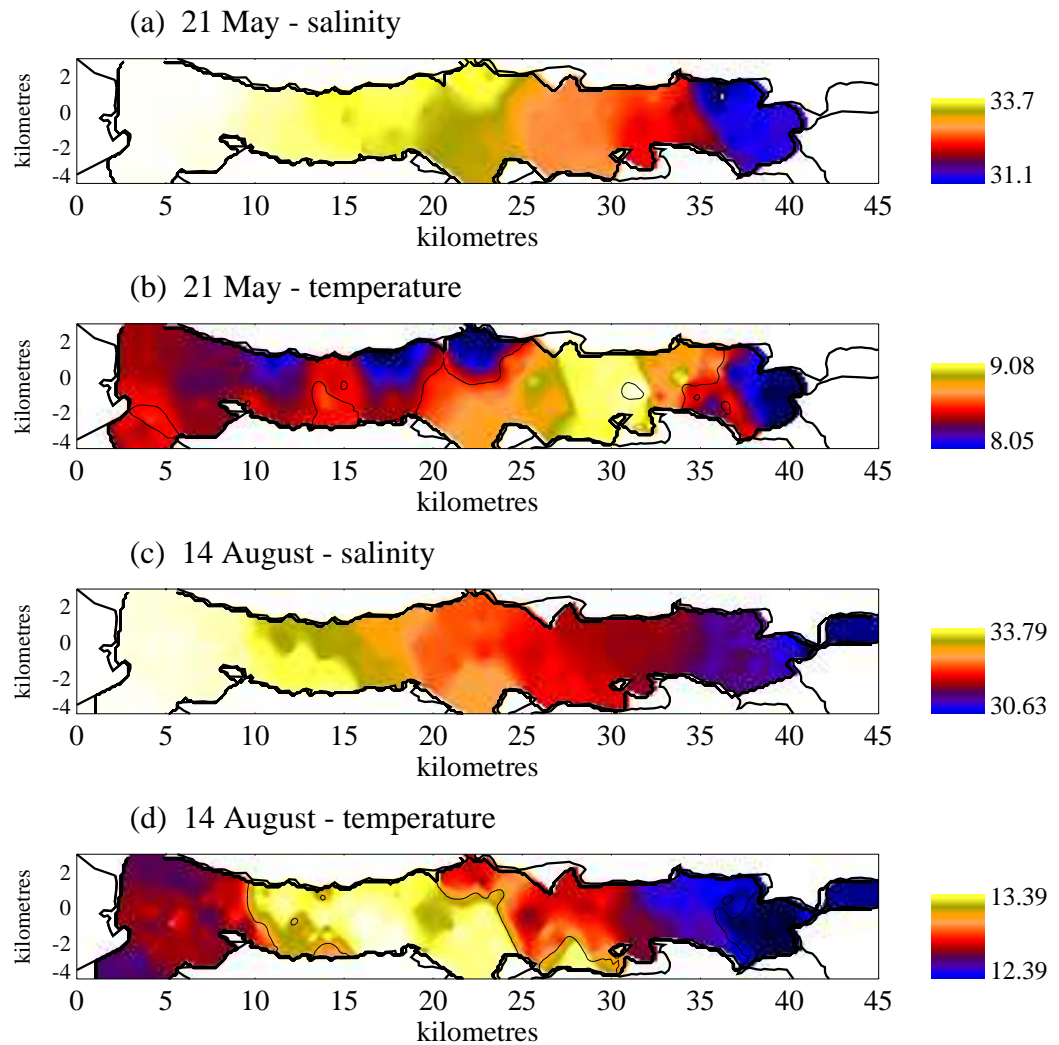 (a) 21 May - salinity
kilometres
2
0
-2
-4
0 5 10 15 20 25 30 35 40 45
kilometres
33.7
31.1
(b) 21 May - temperature
kilometres
2
0
-2
-4
0 5 10 15 20 25 30 35 40 45
kilometres
9.08
8.05
(c) 14 August - salinity
kilometres
2
0
-2
-4
0 5 10 15 20 25 30 35 40 45
kilometres
33.79
30.63
(d) 14 August - temperature
kilometres
2
0
-2
-4
0 5 10 15 20 25 30 35 40 45
kilometres
13.39
12.39